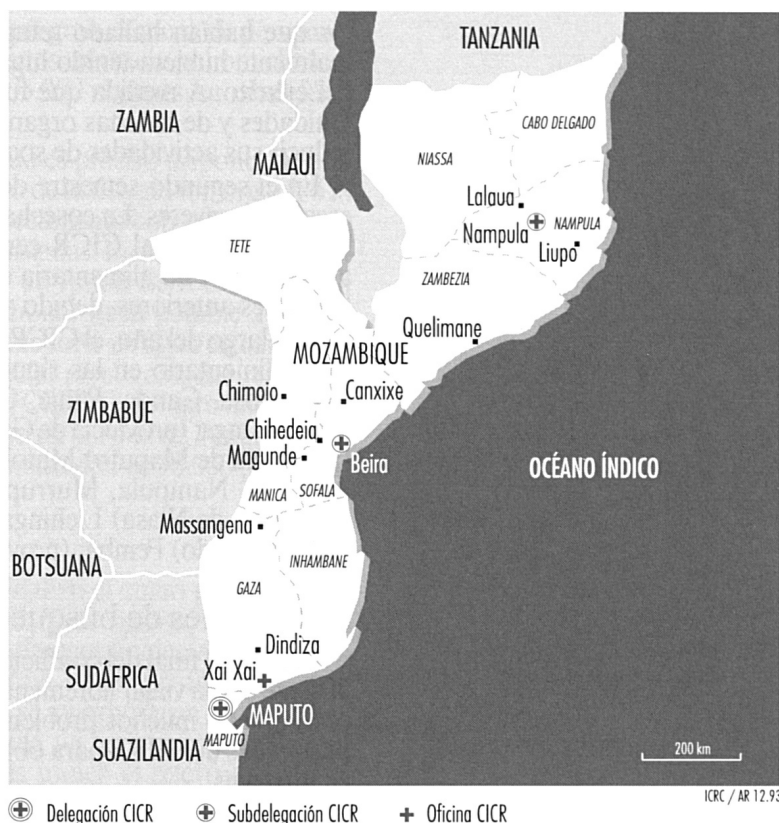 TANZANIA
ZAMBIA
CABO DELGADO
MALAUI
NIASSA
Lalaua
NAMPULA
Nampula
Liupo
TETE
ZAMBEZIA
Quelimane
MOZAMBIQUE
Chimoio
Canxixe
ZIMBABUE
Chihedeia
Beira
Magunde
OCÉANO ÍNDICO
MANICA
SOFALA
Massangena
INHAMBANE
BOTSUANA
GAZA
Dindiza
SUDÁFRICA
Xai Xai
MAPUTO
SUAZILANDIA
MAPUTO
200 km
ICRC / AR 12.93
Delegación CICR Subdelegación CICR Oficina CICR